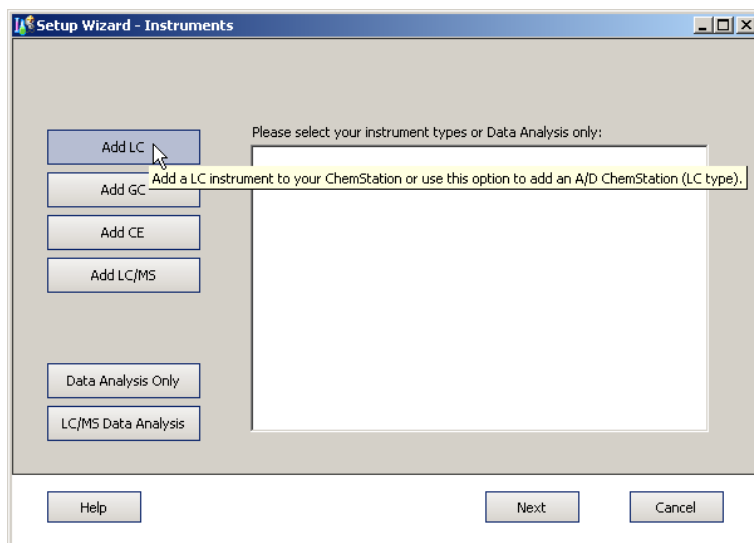 Setup Wizard - Instruments
Please select your instrument types or Data Analysis only:
Add LC
Add a LC instrument to your ChemStation or use this option to add an A/D ChemStation (LC type).
Add GC
Add CE
Add LC/MS
Data Analysis Only
LC/MS Data Analysis
Help
Next
Cancel